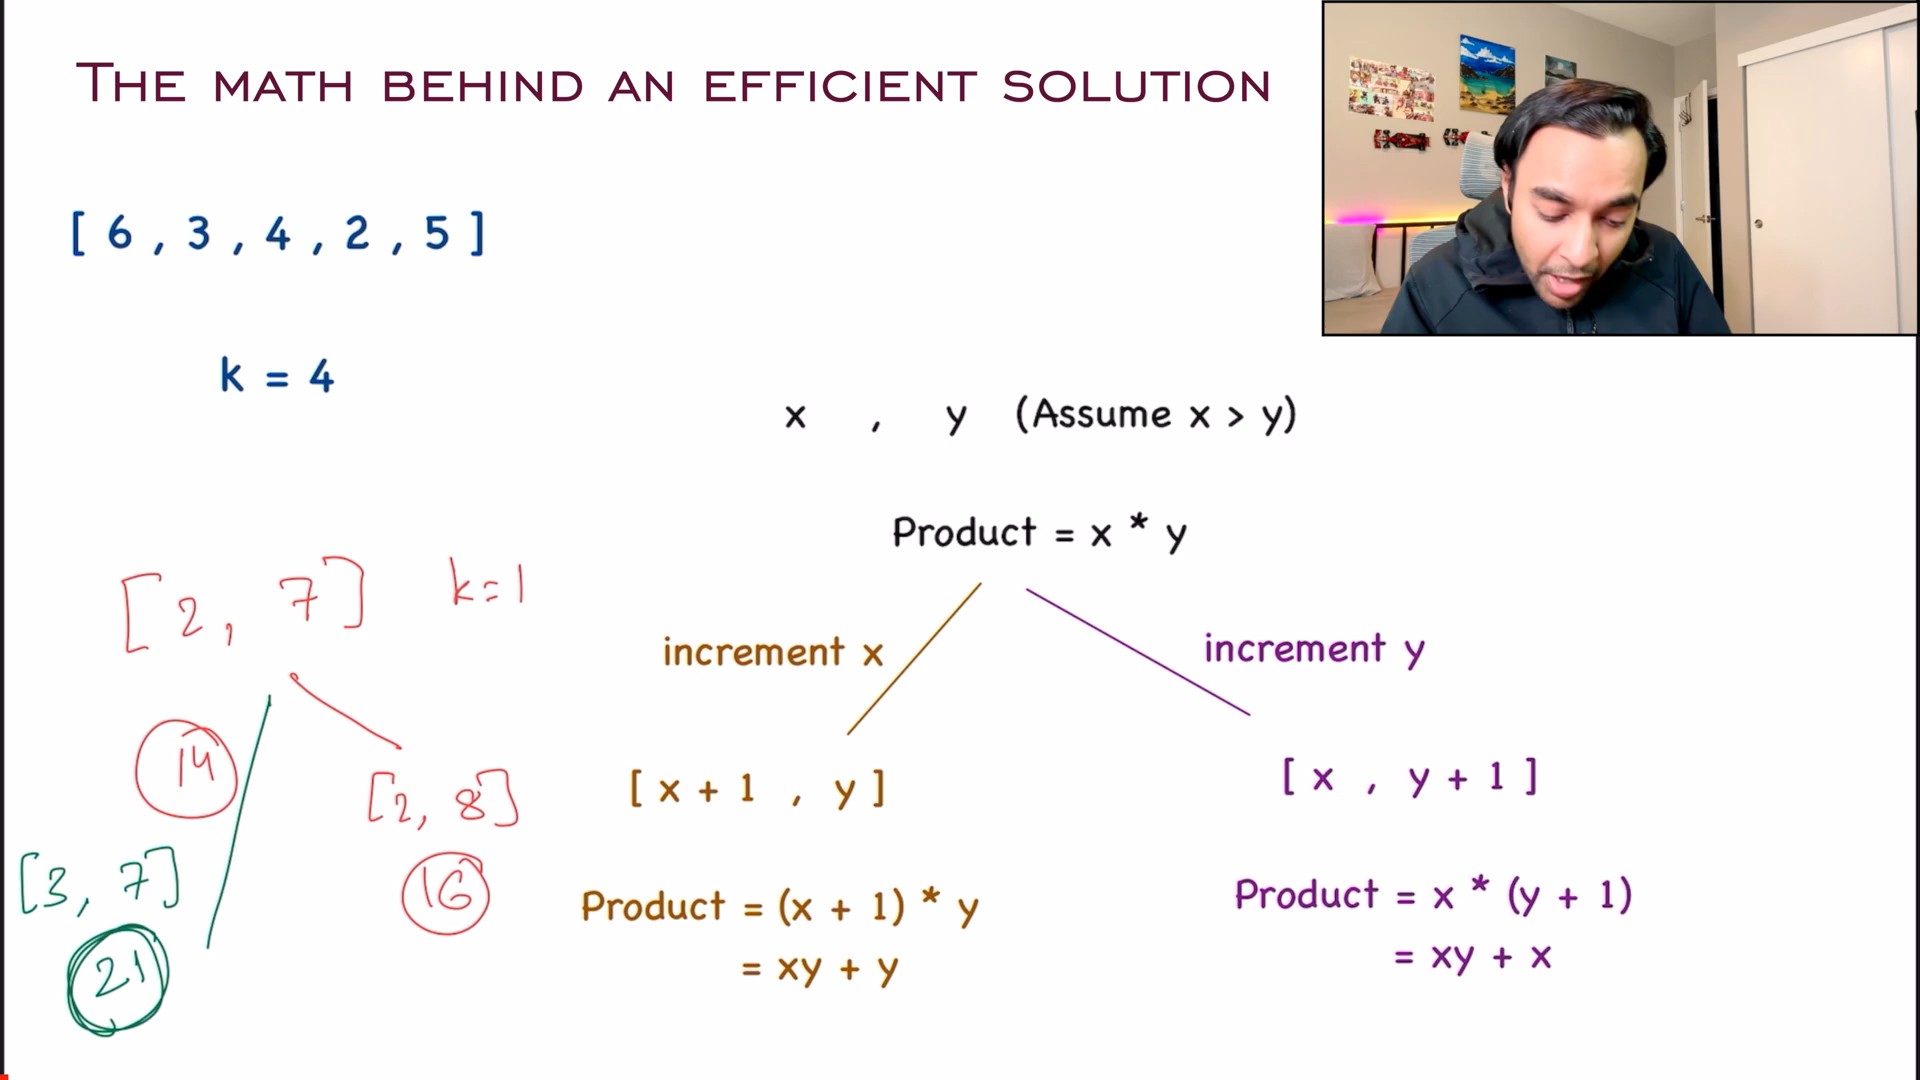 THE MATH BEHIND AN EFFICIENT SOLUTION
[ 6 , 3 , 4 , 2 , 5 ]
k = 4
x , y (Assume x > y)
Product = x * y
[2, 7] k=1
increment x
increment y
14
[2, 8]
16
[3, 7]
21
[ x + 1 , y ]
Product = (x + 1) * y
= xy + y
[ x , y + 1 ]
Product = x * (y + 1)
= xy + x